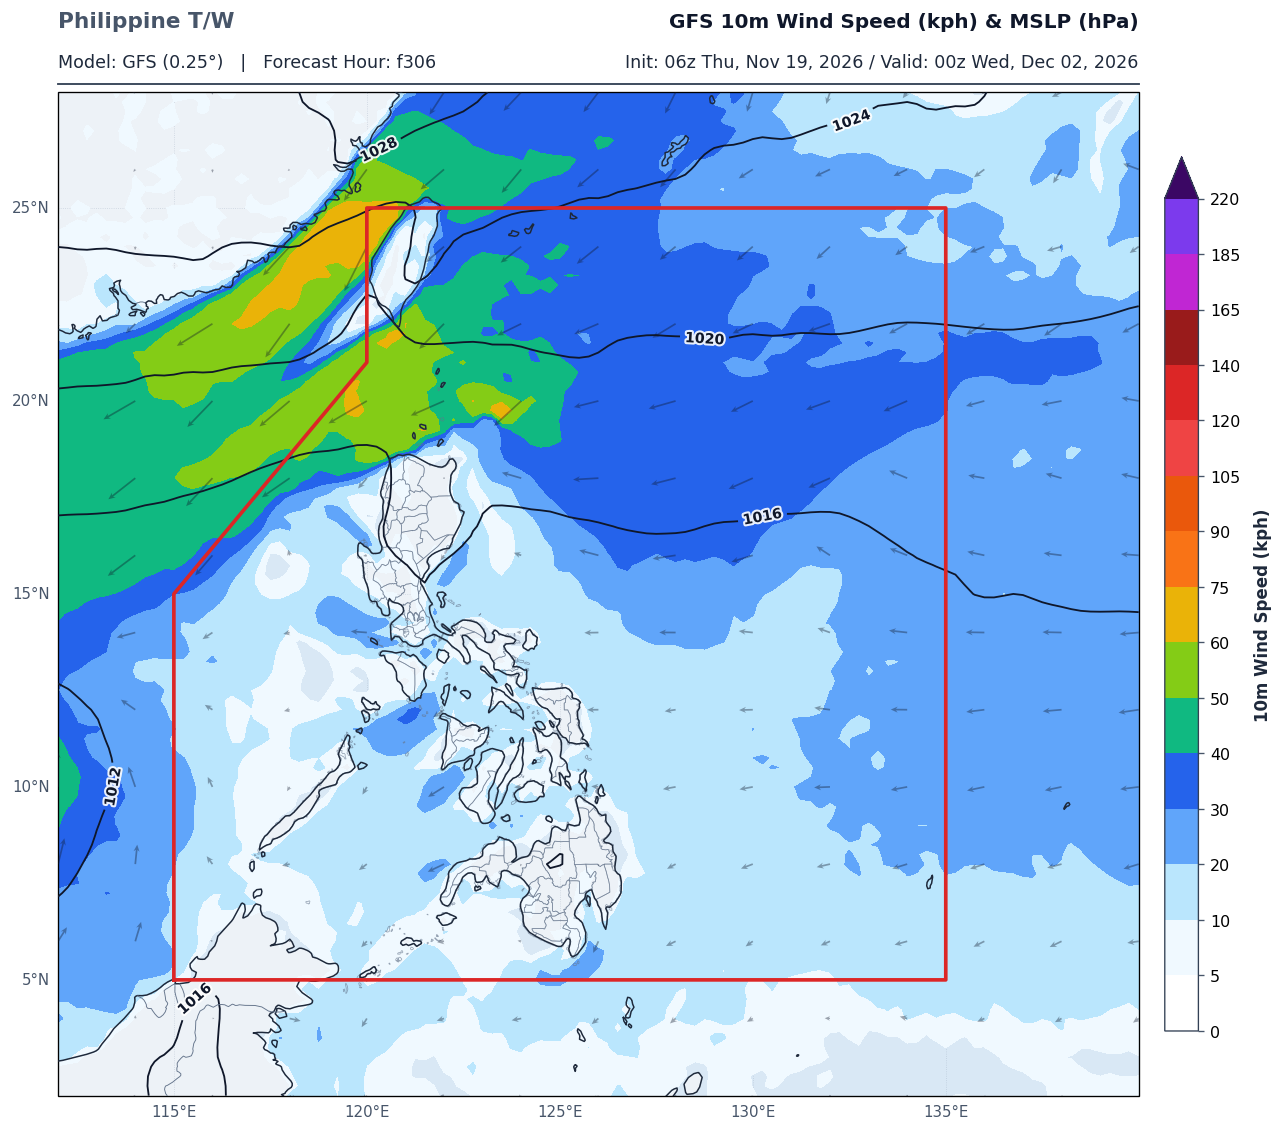 Philippine T/W
GFS 10m Wind Speed (kph) & MSLP (hPa)
Model: GFS (0.25°)   |   Forecast Hour: f306
Init: 06z Thu, Nov 19, 2026 / Valid: 00z Wed, Dec 02, 2026
1028
1024
1020
1016
1012
1016
25°N
20°N
15°N
10°N
5°N
115°E
120°E
125°E
130°E
135°E
220
185
165
140
120
105
90
75
60
50
40
30
20
10
5
0
10m Wind Speed (kph)